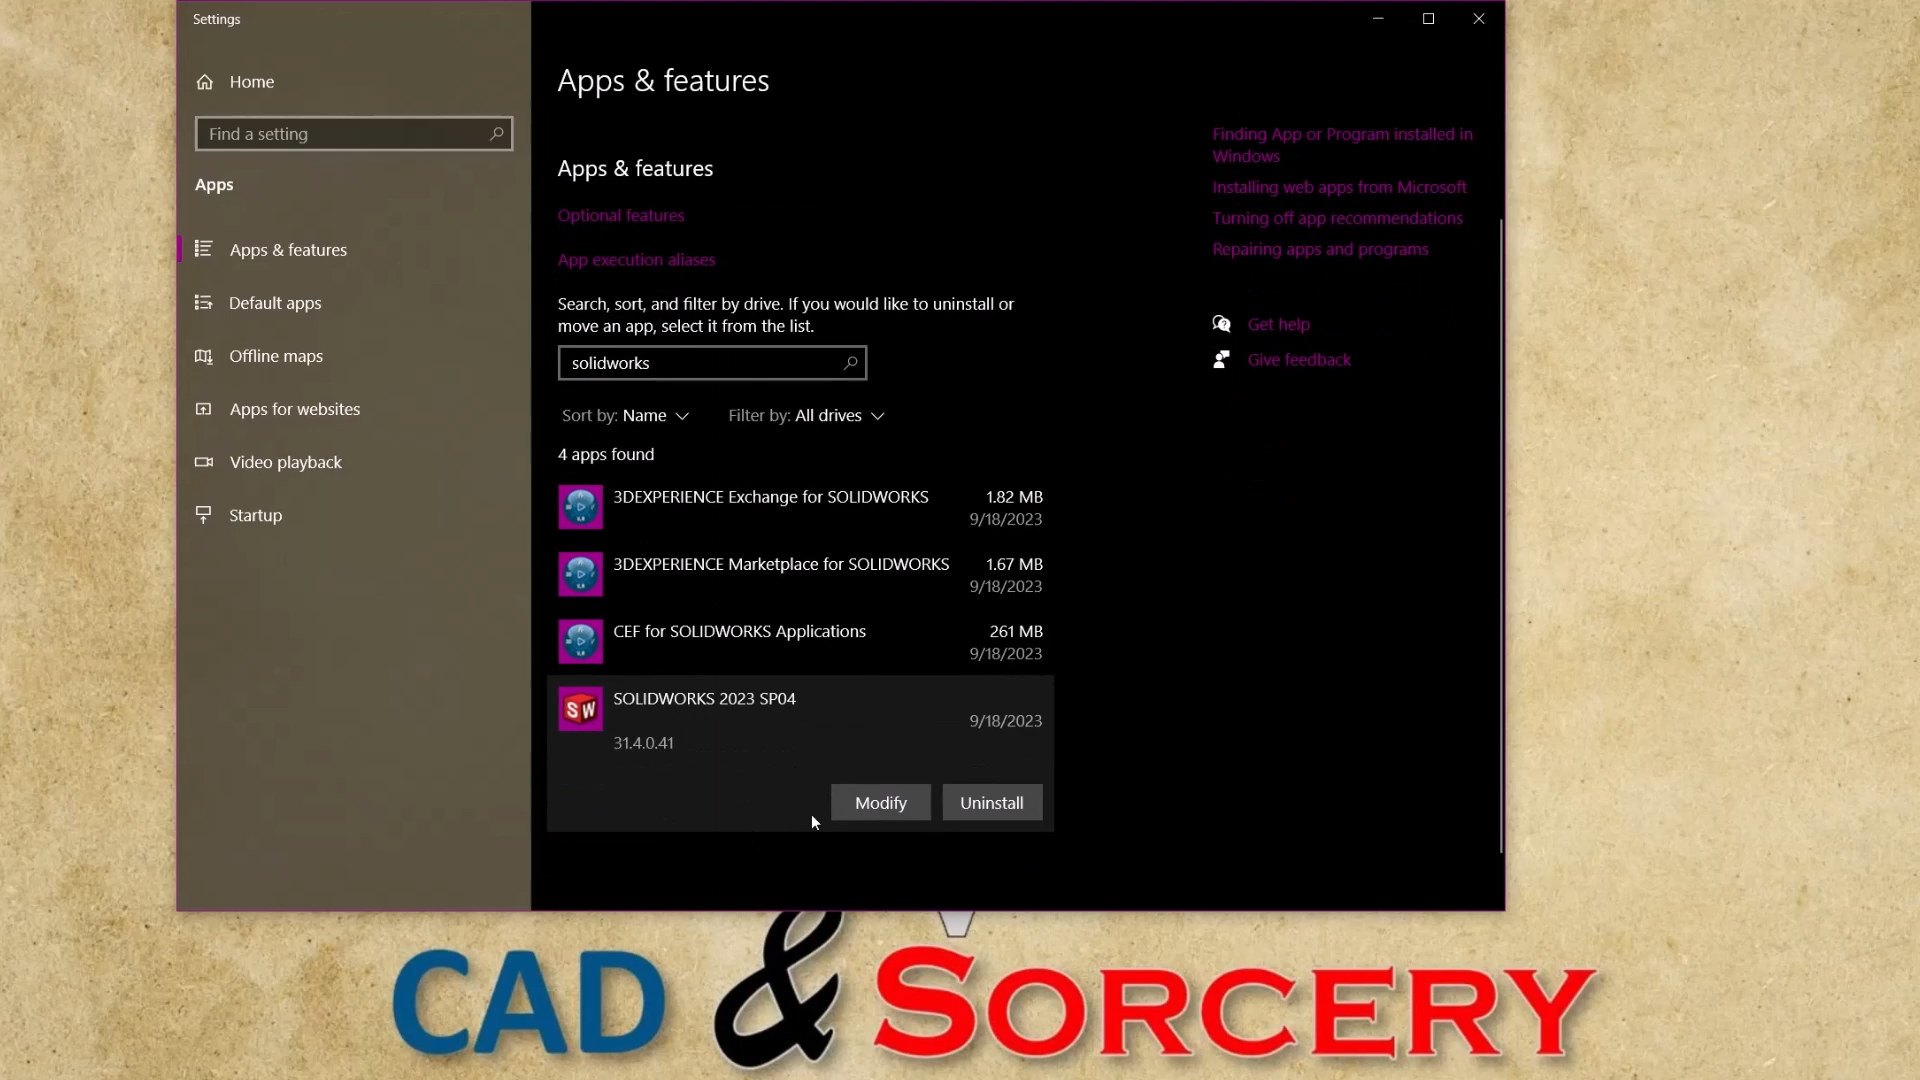 Settings
Home
Find a setting
Apps
Apps & features
Default apps
Offline maps
Apps for websites
Video playback
Startup
Apps & features
Apps & features
Optional features
App execution aliases
Search, sort, and filter by drive. If you would like to uninstall or
move an app, select it from the list.
solidworks
Sort by: Name
Filter by: All drives
4 apps found
3DEXPERIENCE Exchange for SOLIDWORKS
1.82 MB
9/18/2023
3DEXPERIENCE Marketplace for SOLIDWORKS
1.67 MB
9/18/2023
CEF for SOLIDWORKS Applications
261 MB
9/18/2023
SW
SOLIDWORKS 2023 SP04
9/18/2023
31.4.0.41
Modify
Uninstall
Finding App or Program installed in
Windows
Installing web apps from Microsoft
Turning off app recommendations
Repairing apps and programs
Get help
Give feedback
CAD & SORCERY